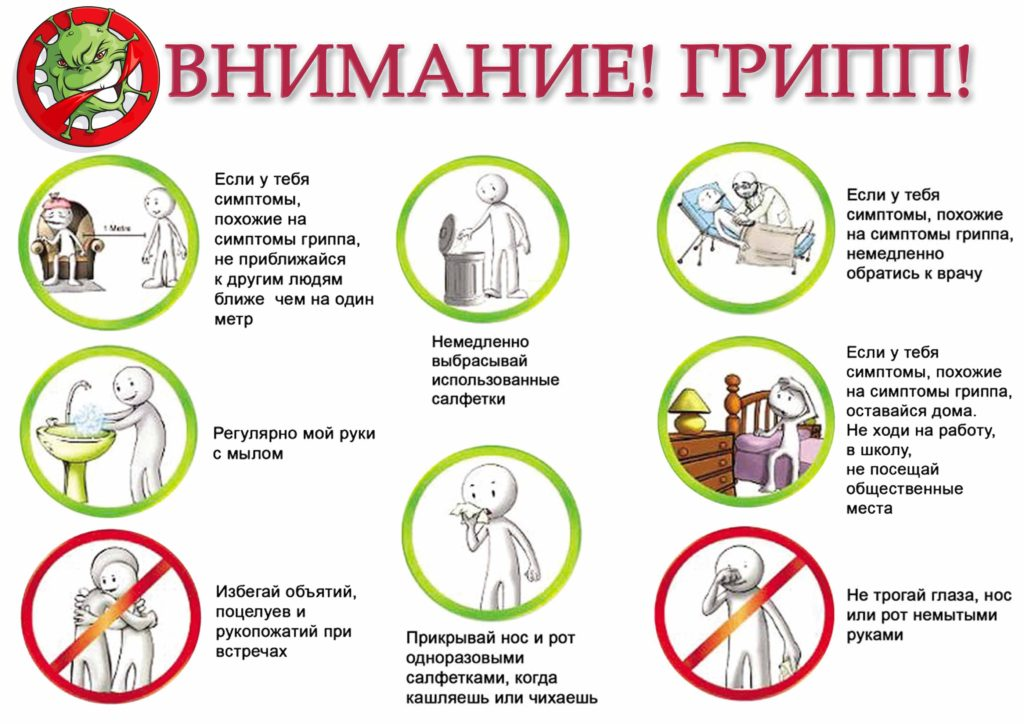 ВНИМАНИЕ! ГРИПП!
Если у тебя
симптомы,
похожие на
симптомы гриппа,
не приближайся
к другим людям
ближе чем на один
метр
1 Metre
Регулярно мой руки
с мылом
Избегай объятий,
поцелуев и
рукопожатий при
встречах
Немедленно
выбрасывай
использованные
салфетки
Прикрывай нос и рот
одноразовыми
салфетками, когда
кашляешь или чихаешь
Если у тебя
симптомы, похожие
на симптомы гриппа,
немедленно
обратись к врачу
Если у тебя
симптомы, похожие
на симптомы гриппа,
оставайся дома.
Не ходи на работу,
в школу,
не посещай
общественные
места
Не трогай глаза, нос
или рот немытыми
руками